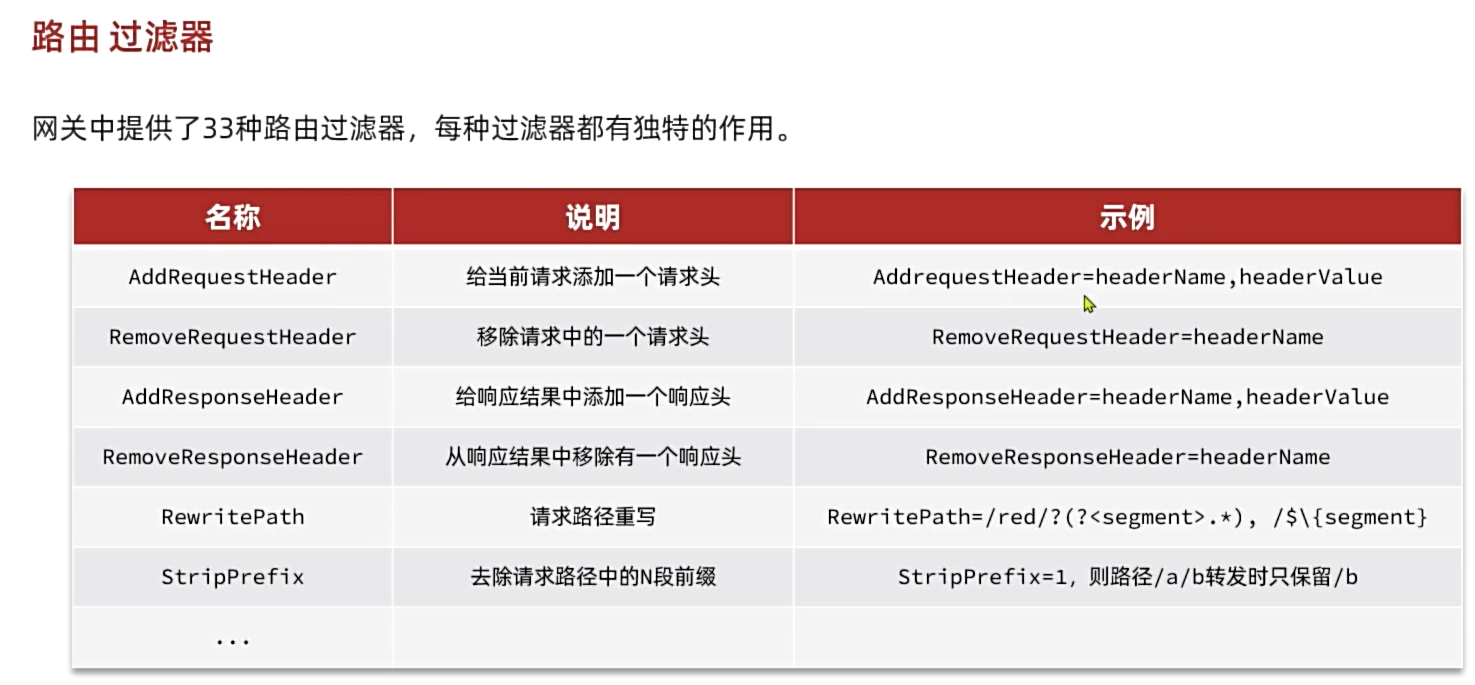 路由 过滤器
网关中提供了33种路由过滤器，每种过滤器都有独特的作用。
名称 说明 示例
AddRequestHeader 给当前请求添加一个请求头 AddrequestHeader=headerName,headerValue
RemoveRequestHeader 移除请求中的一个请求头 RemoveRequestHeader=headerName
AddResponseHeader 给响应结果中添加一个响应头 AddResponseHeader=headerName,headerValue
RemoveResponseHeader 从响应结果中移除有一个响应头 RemoveResponseHeader=headerName
RewritePath 请求路径重写 RewritePath=/red/?(?<segment>.*), /$\{segment}
StripPrefix 去除请求路径中的N段前缀 StripPrefix=1，则路径/a/b转发时只保留/b
...